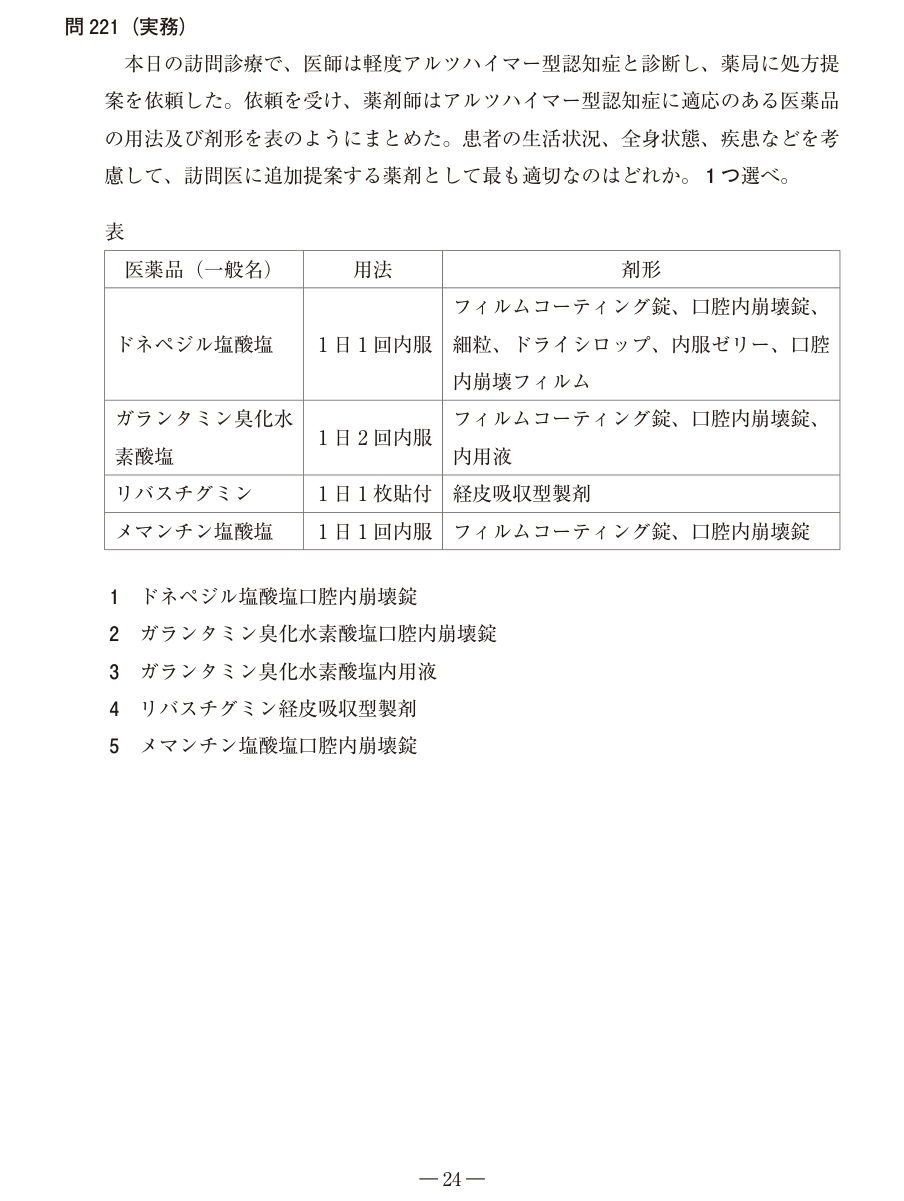 問 221（実務）
本日の訪問診療で、医師は軽度アルツハイマー型認知症と診断し、薬局に処方提
案を依頼した。依頼を受け、薬剤師はアルツハイマー型認知症に適応のある医薬品
の用法及び剤形を表のようにまとめた。患者の生活状況、全身状態、疾患などを考
慮して、訪問医に追加提案する薬剤として最も適切なのはどれか。1つ選べ。
表
医薬品（一般名） 用法 剤形
ドネペジル塩酸塩 1日1回内服 フィルムコーティング錠、口腔内崩壊錠、
細粒、ドライシロップ、内服ゼリー、口腔
内崩壊フィルム
ガランタミン臭化水
素酸塩 1日2回内服 フィルムコーティング錠、口腔内崩壊錠、
内用液
リバスチグミン 1日1枚貼付 経皮吸収型製剤
メマンチン塩酸塩 1日1回内服 フィルムコーティング錠、口腔内崩壊錠
1 ドネペジル塩酸塩口腔内崩壊錠
2 ガランタミン臭化水素酸塩口腔内崩壊錠
3 ガランタミン臭化水素酸塩内用液
4 リバスチグミン経皮吸収型製剤
5 メマンチン塩酸塩口腔内崩壊錠
— 24 —